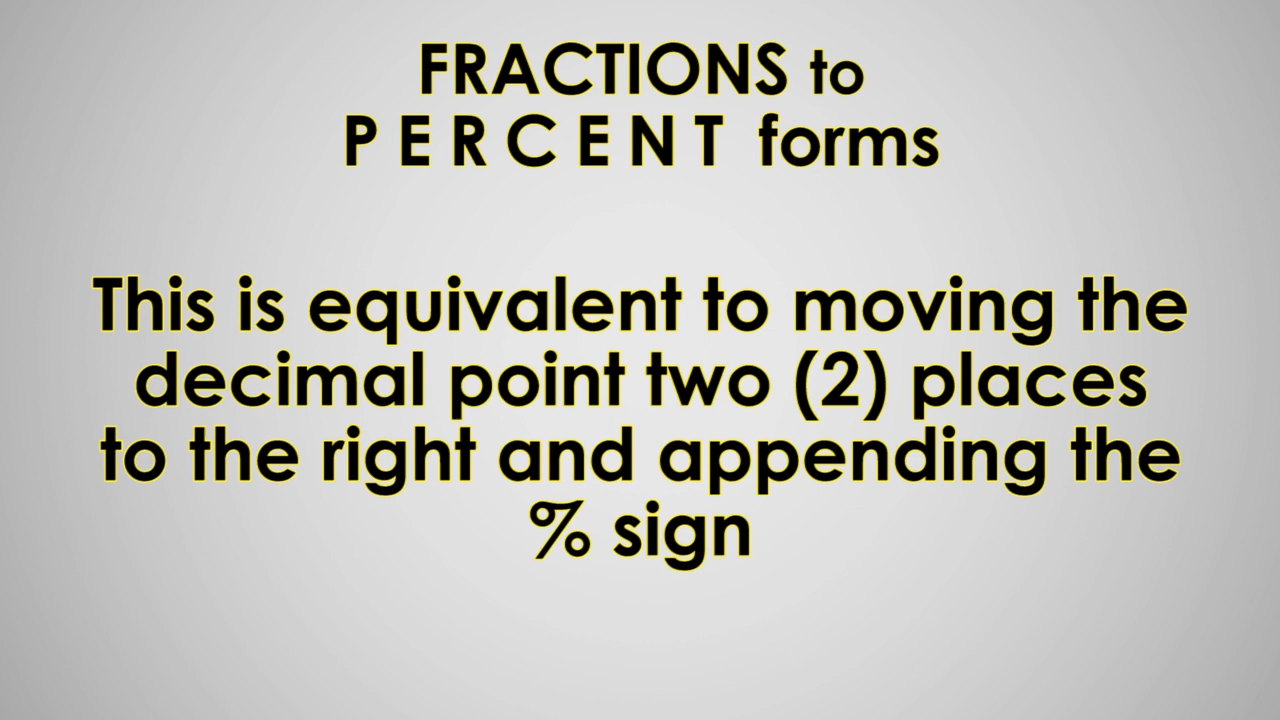 FRACTIONS to
PERCENT forms
This is equivalent to moving the
decimal point two (2) places
to the right and appending the
% sign